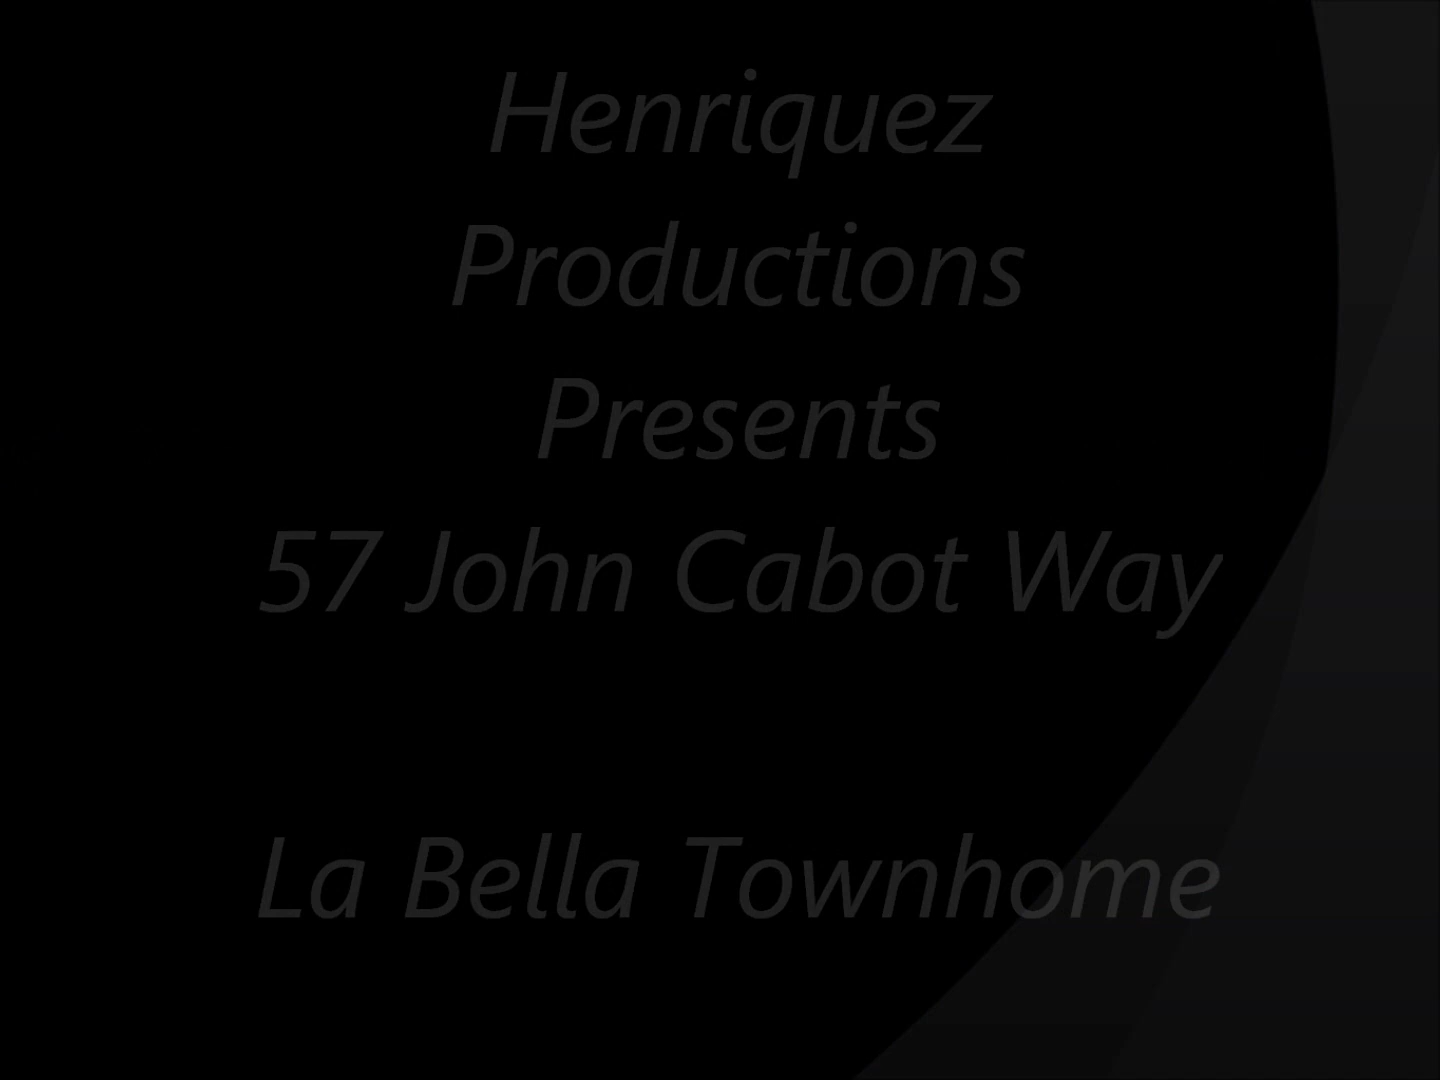 Henriquez
Productions
Presents
57 John Cabot Way
La Bella Townhome